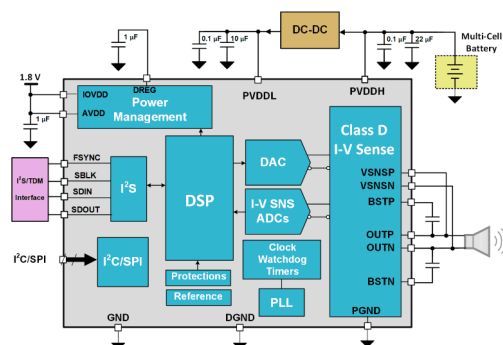 1 µF
0.1 µF
10 µF
DC-DC
0.1 µF
22 µF
Multi-Cell
Battery
1.8 V
IOVDD
AVDD
DREG
Power
Management
PVDDL
PVDDH
1 µF
Class D
I-V Sense
I²S/TDM
Interface
FSYNC
SBLK
SDIN
SDOUT
I²S
DSP
DAC
I-V SNS
ADCs
VSNSP
VSNSN
BSTP
OUTP
OUTN
BSTN
I²C/SPI
I²C/SPI
Protections
Reference
Clock
Watchdog
Timers
PLL
PGND
GND
DGND